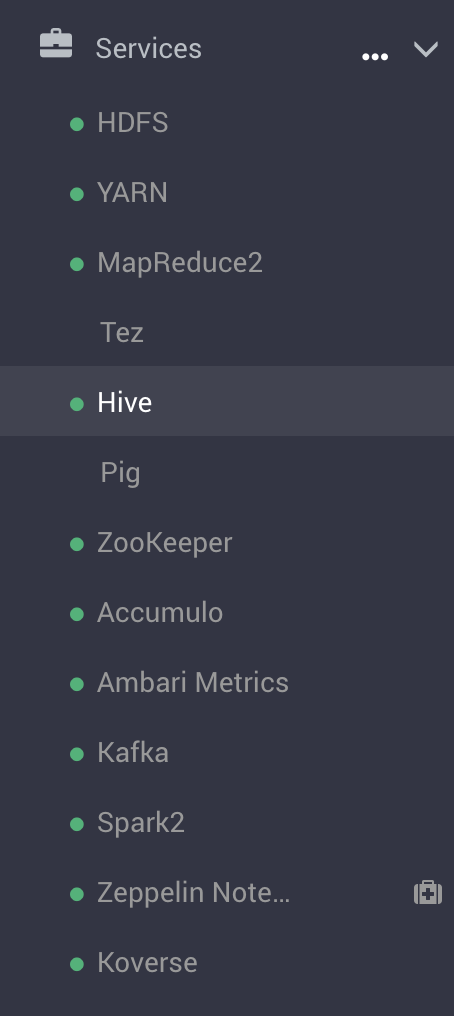 Services
HDFS
YARN
MapReduce2
Tez
Hive
Pig
ZooKeeper
Accumulo
Ambari Metrics
Kafka
Spark2
Zeppelin Note...
Koverse